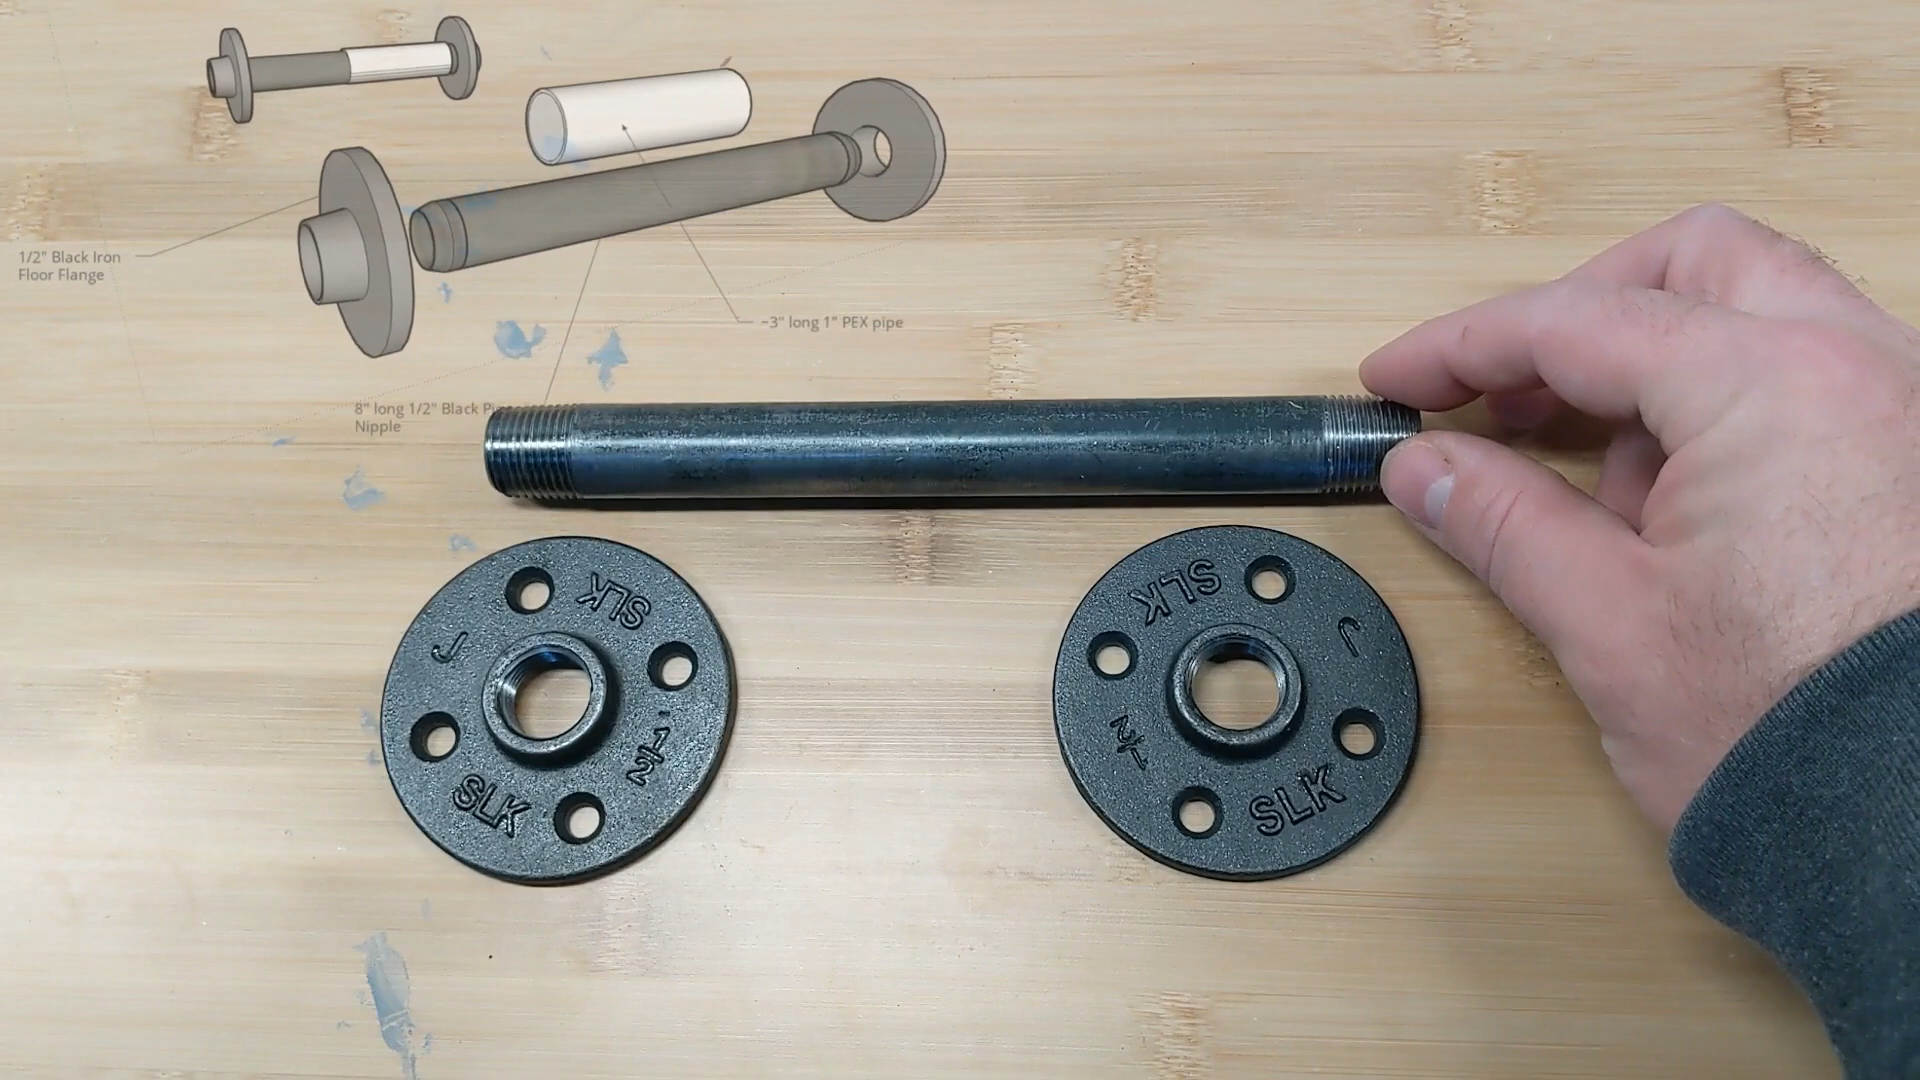 1/2" Black Iron
Floor Flange
~3" long 1" PEX pipe
8" long 1/2" Black Pi
Nipple
SLK
J
1/2
SLK
SLK
J
1/2
SLK